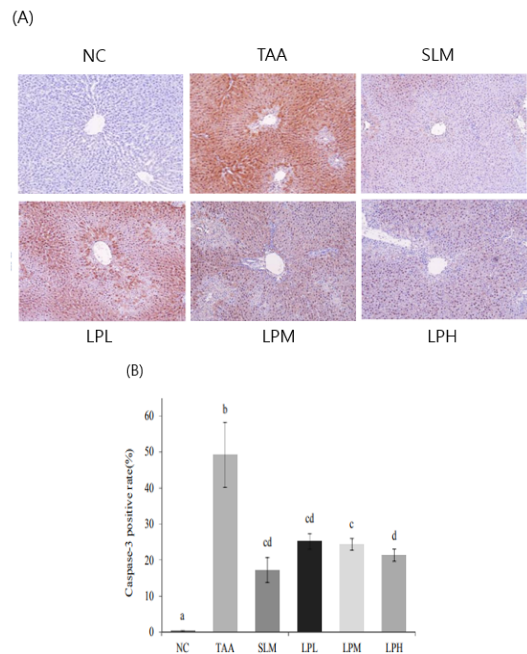 (A)
NC TAA SLM
LPL LPM LPH
(B)
Caspase-3 positive rate(%)
60
50
40
30
20
10
0
a
b
cd
cd
c
d
NC TAA SLM LPL LPM LPH